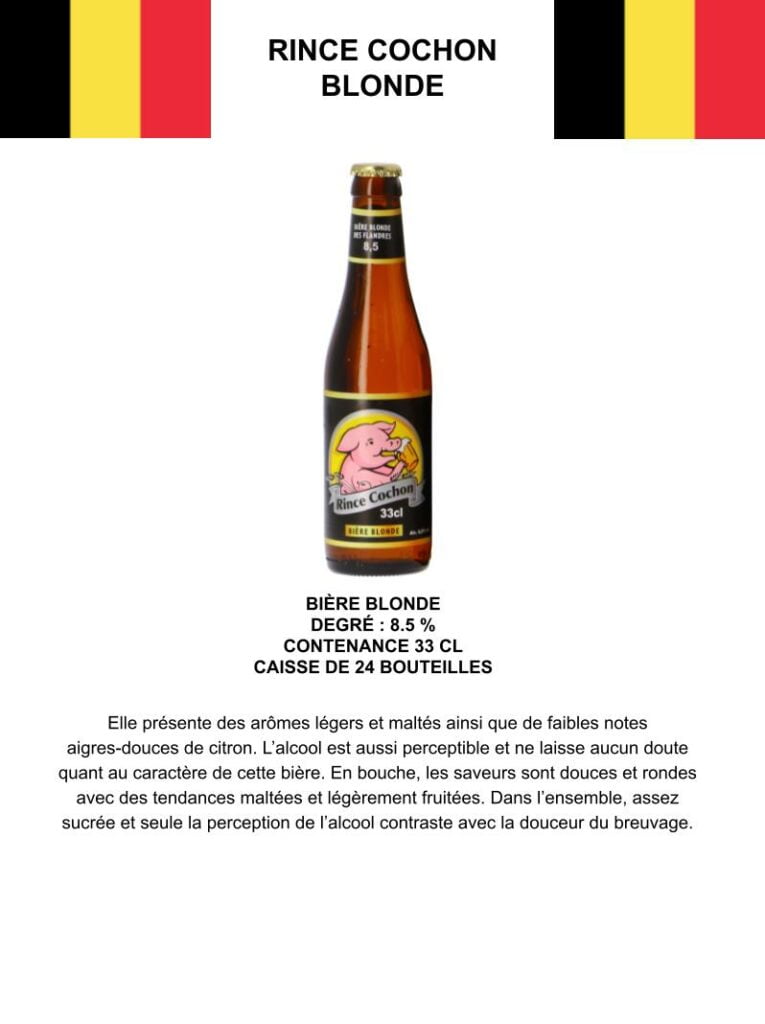 RINCE COCHON
BLONDE
BIÈRE BLONDE
DES FLANDRES
8,5
Rince Cochon
33cl
BIÈRE BLONDE
BIÈRE BLONDE
DEGRÉ : 8.5 %
CONTENANCE 33 CL
CAISSE DE 24 BOUTEILLES
Elle présente des arômes légers et maltés ainsi que de faibles notes
aigres-douces de citron. L’alcool est aussi perceptible et ne laisse aucun doute
quant au caractère de cette bière. En bouche, les saveurs sont douces et rondes
avec des tendances maltées et légèrement fruitées. Dans l’ensemble, assez
sucrée et seule la perception de l’alcool contraste avec la douceur du breuvage.